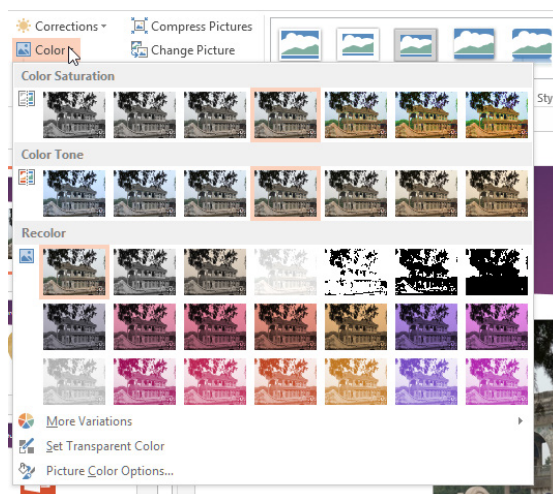 Corrections
Compress Pictures
Color
Change Picture
Color Saturation
Sty
Color Tone
Recolor
More Variations
Set Transparent Color
Picture Color Options...